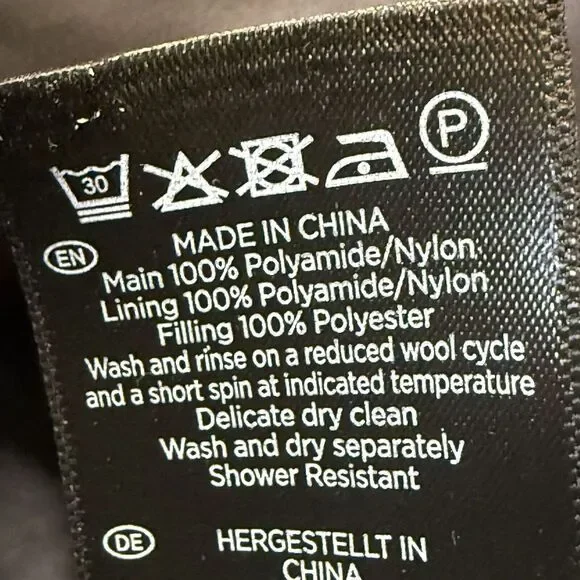 30
P
EN
MADE IN CHINA
Main 100% Polyamide/Nylon
Lining 100% Polyamide/Nylon
Filling 100% Polyester
Wash and rinse on a reduced wool cycle
and a short spin at indicated temperature
Delicate dry clean
Wash and dry separately
Shower Resistant
DE
HERGESTELLT IN
CHINA